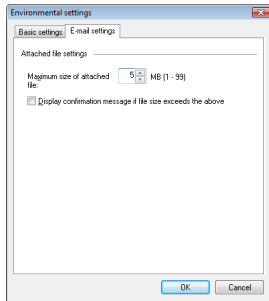 Environmental settings
Basic settings E-mail settings
Attached file settings
Maximum size of attached file: 5 MB (1 - 99)
Display confirmation message if file size exceeds the above
OK Cancel